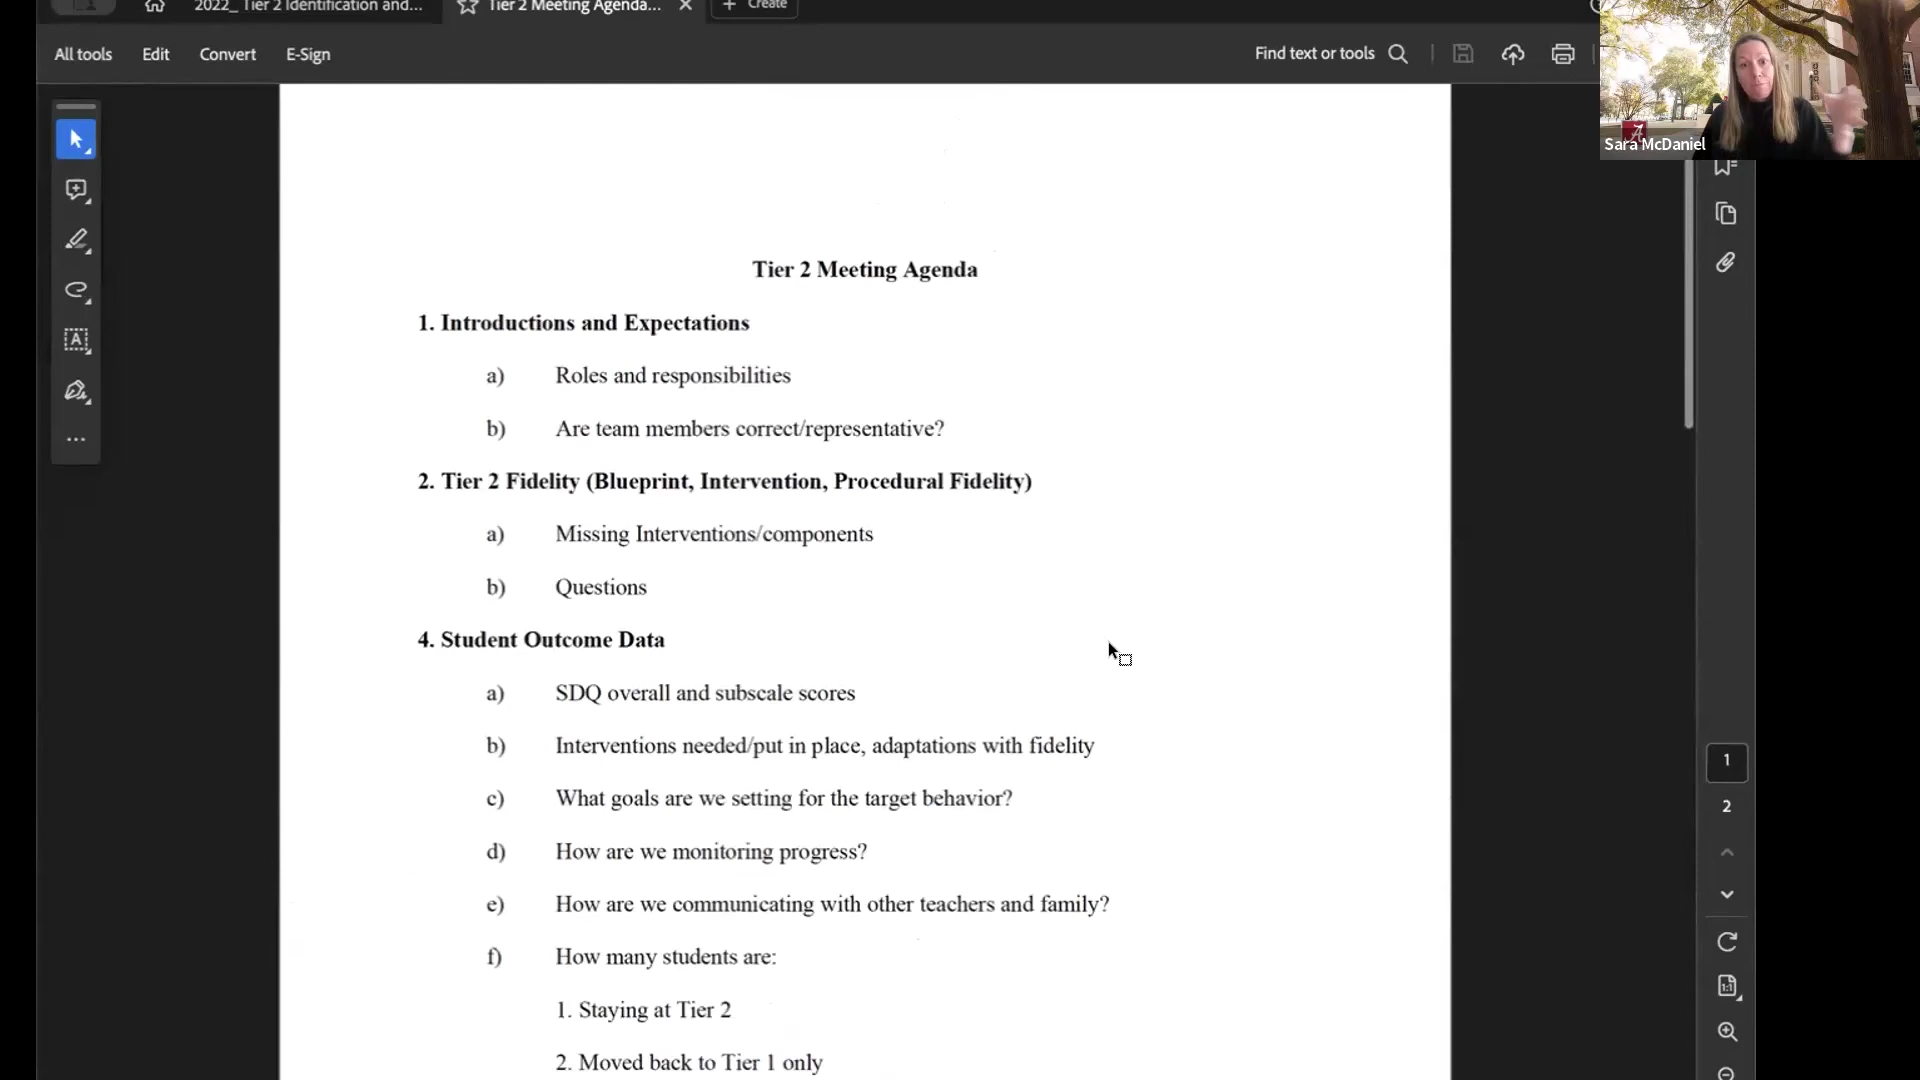 2022_ Tier 2 Identification and...
Tier 2 Meeting Agenda...
Create
All tools
Edit
Convert
E-Sign
Find text or tools
Sara McDaniel
Tier 2 Meeting Agenda
1. Introductions and Expectations
a) Roles and responsibilities
b) Are team members correct/representative?
2. Tier 2 Fidelity (Blueprint, Intervention, Procedural Fidelity)
a) Missing Interventions/components
b) Questions
4. Student Outcome Data
a) SDQ overall and subscale scores
b) Interventions needed/put in place, adaptations with fidelity
c) What goals are we setting for the target behavior?
d) How are we monitoring progress?
e) How are we communicating with other teachers and family?
f) How many students are:
1. Staying at Tier 2
2. Moved back to Tier 1 only
1
2